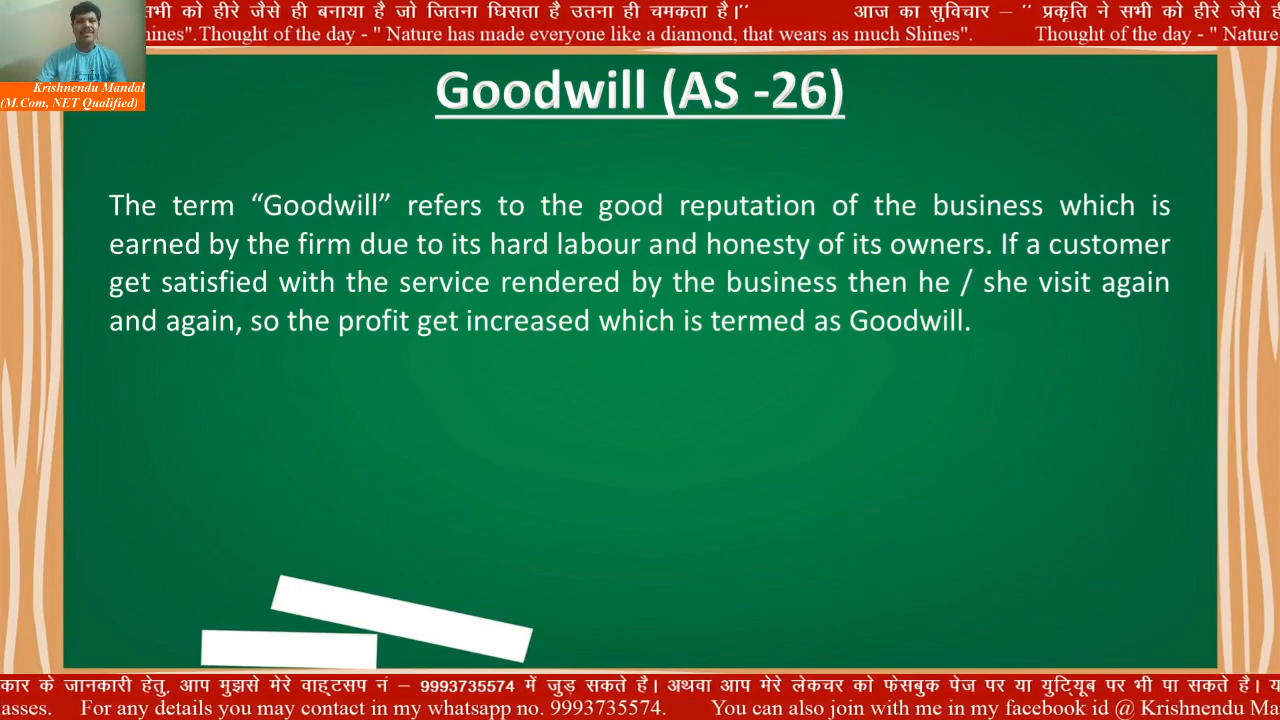 सभी को हीरे जैसे ही बनाया है जो जितना घिसता है उतना ही चमकता है।" आज का सुविचार – " प्रकृति ने सभी को हीरे जैसे ही
hines". Thought of the day - " Nature has made everyone like a diamond, that wears as much Shines". Thought of the day - " Nature
Krishnendu Mandal
(M.Com, NET Qualified)
Goodwill (AS -26)
The term “Goodwill” refers to the good reputation of the business which is
earned by the firm due to its hard labour and honesty of its owners. If a customer
get satisfied with the service rendered by the business then he / she visit again
and again, so the profit get increased which is termed as Goodwill.
कार के जानकारी हेतु, आप मुझसे मेरे वाहट्सप नं – 9993735574 में जुड़ सकते है। अथवा आप मेरे लेकचर को फेसबुक पेज पर या युटि्यूब पर भी पा सकते है।
lasses. For any details you may contact in my whatsapp no. 9993735574. You can also join with me in my facebook id @ Krishnendu Ma